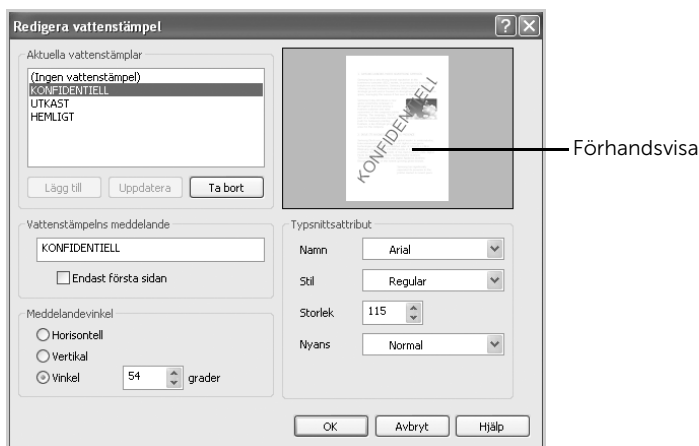 Redigera vattenstämpel
Aktuella vattenstämplar
(Ingen vattenstämpel)
KONFIDENTIELL
UTKAST
HEMLIGT
Lägg till
Uppdatera
Ta bort
KONFIDENTIELL
Förhandsvisa
Vattenstämpelns meddelande
KONFIDENTIELL
Endast första sidan
Meddelandevinkel
Horisontell
Vertikal
Vinkel 54 grader
Typsnittsattribut
Namn Arial
Stil Regular
Storlek 115
Nyans Normal
OK
Avbryt
Hjälp